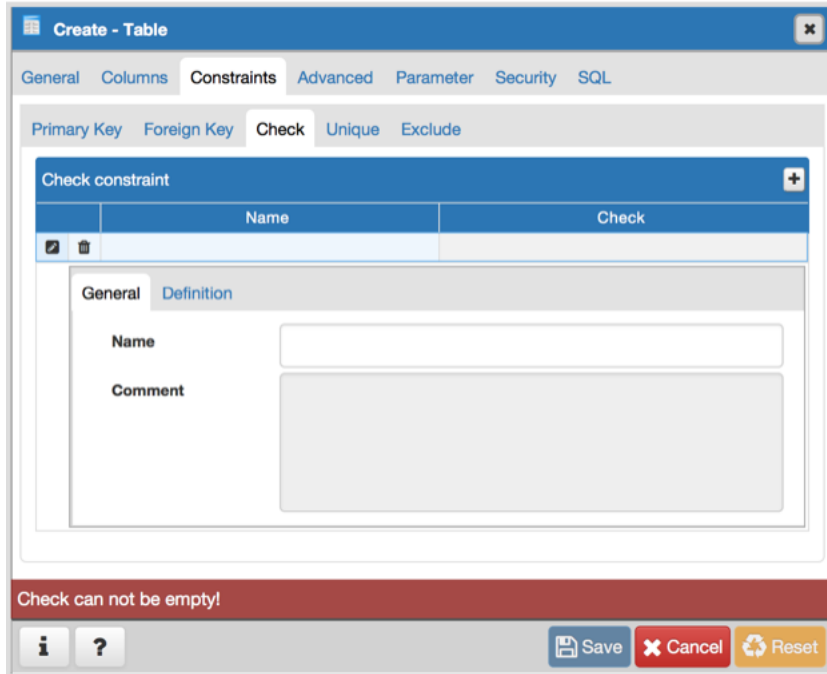 Create - Table
General Columns Constraints Advanced Parameter Security SQL
Primary Key Foreign Key Check Unique Exclude
Check constraint
Name Check
General Definition
Name
Comment
Check can not be empty!
i ? Save Cancel Reset